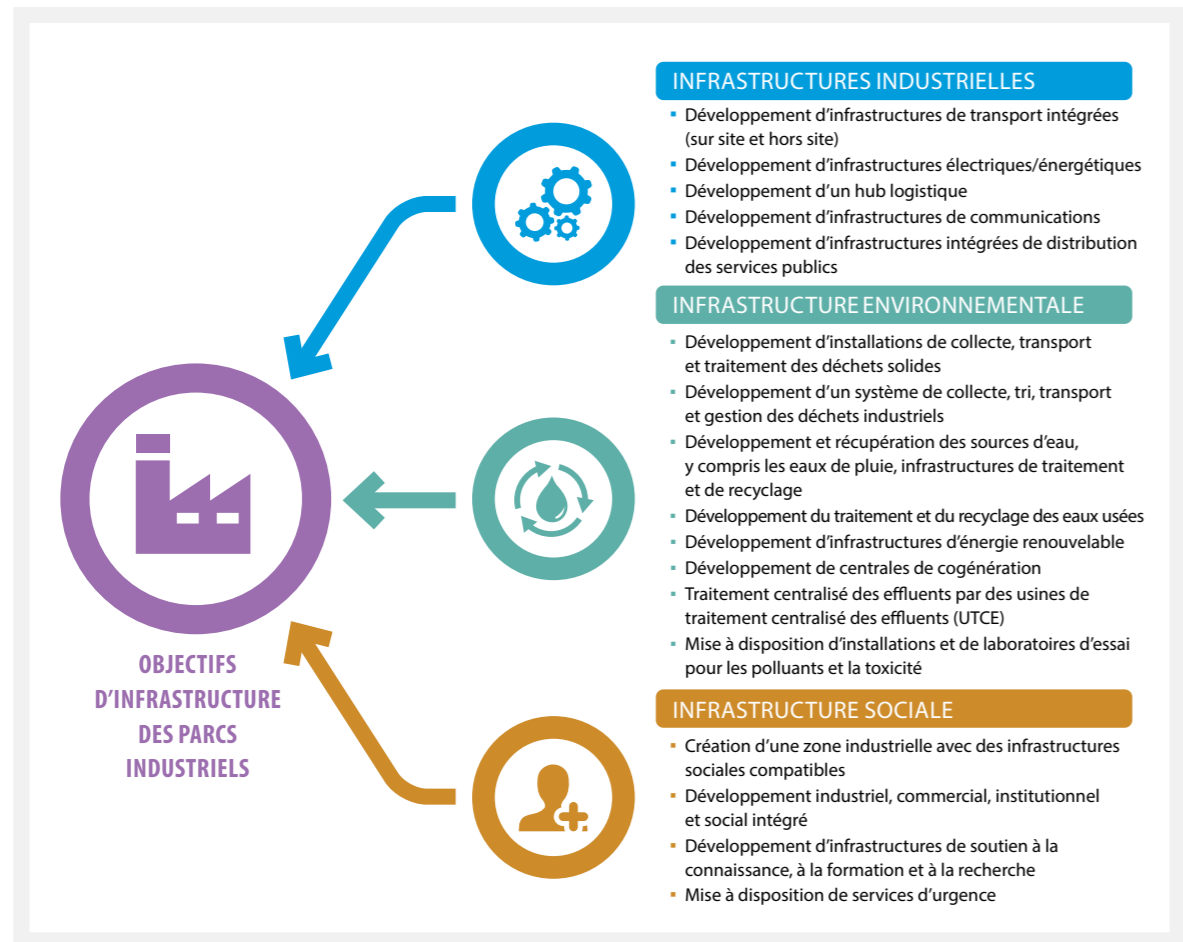 INFRASTRUCTURES INDUSTRIELLES
▪ Développement d’infrastructures de transport intégrées
(sur site et hors site)
▪ Développement d’infrastructures électriques/énergétiques
▪ Développement d’un hub logistique
▪ Développement d’infrastructures de communications
▪ Développement d’infrastructures intégrées de distribution
des services publics
INFRASTRUCTURE ENVIRONNEMENTALE
▪ Développement d’installations de collecte, transport
et traitement des déchets solides
▪ Développement d’un système de collecte, tri, transport
et gestion des déchets industriels
▪ Développement et récupération des sources d’eau,
y compris les eaux de pluie, infrastructures de traitement
et de recyclage
▪ Développement du traitement et du recyclage des eaux usées
▪ Développement d’infrastructures d’énergie renouvelable
▪ Développement de centrales de cogénération
▪ Traitement centralisé des effluents par des usines de
traitement centralisé des effluents (UTCE)
▪ Mise à disposition d’installations et de laboratoires d’essai
pour les polluants et la toxicité
INFRASTRUCTURE SOCIALE
▪ Création d’une zone industrielle avec des infrastructures
sociales compatibles
▪ Développement industriel, commercial, institutionnel
et social intégré
▪ Développement d’infrastructures de soutien à la
connaissance, à la formation et à la recherche
▪ Mise à disposition de services d’urgence
OBJECTIFS
D’INFRASTRUCTURE
DES PARCS
INDUSTRIELS